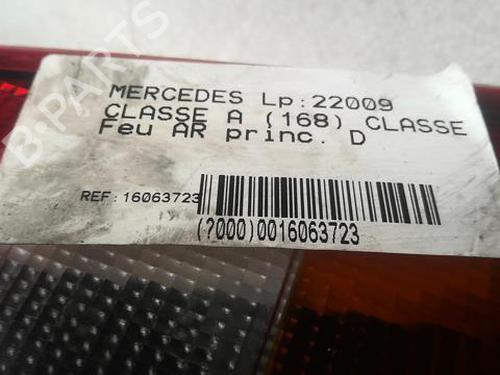 MERCEDES Lp:22009
CLASSE A (168) CLASSE
Feu AR princ. D
REF:16063723
(?000)0016063723
B-PARTS